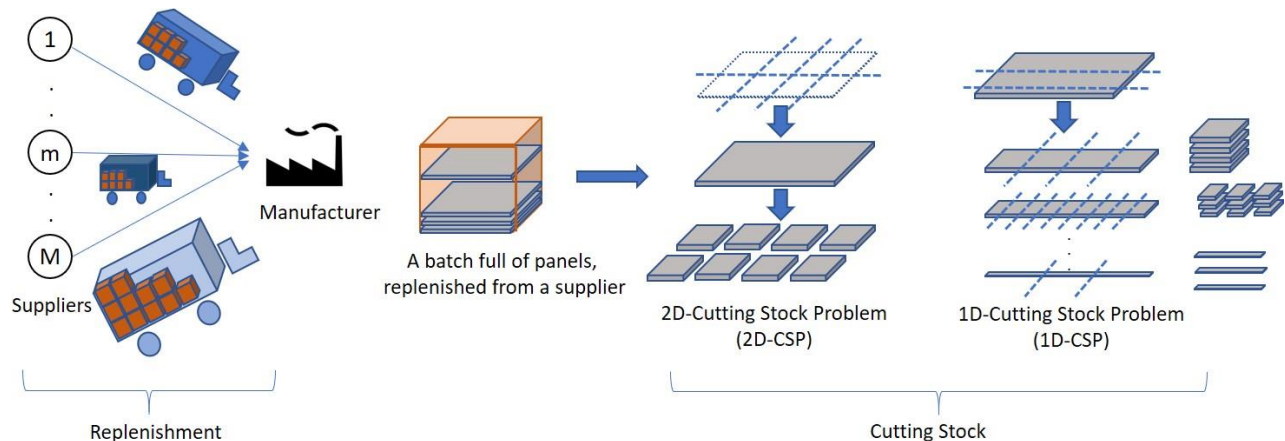 1
.
.
m
.
.
M
Suppliers
Manufacturer
A batch full of panels,
replenished from a supplier
2D-Cutting Stock Problem
(2D-CSP)
1D-Cutting Stock Problem
(1D-CSP)
Replenishment
Cutting Stock